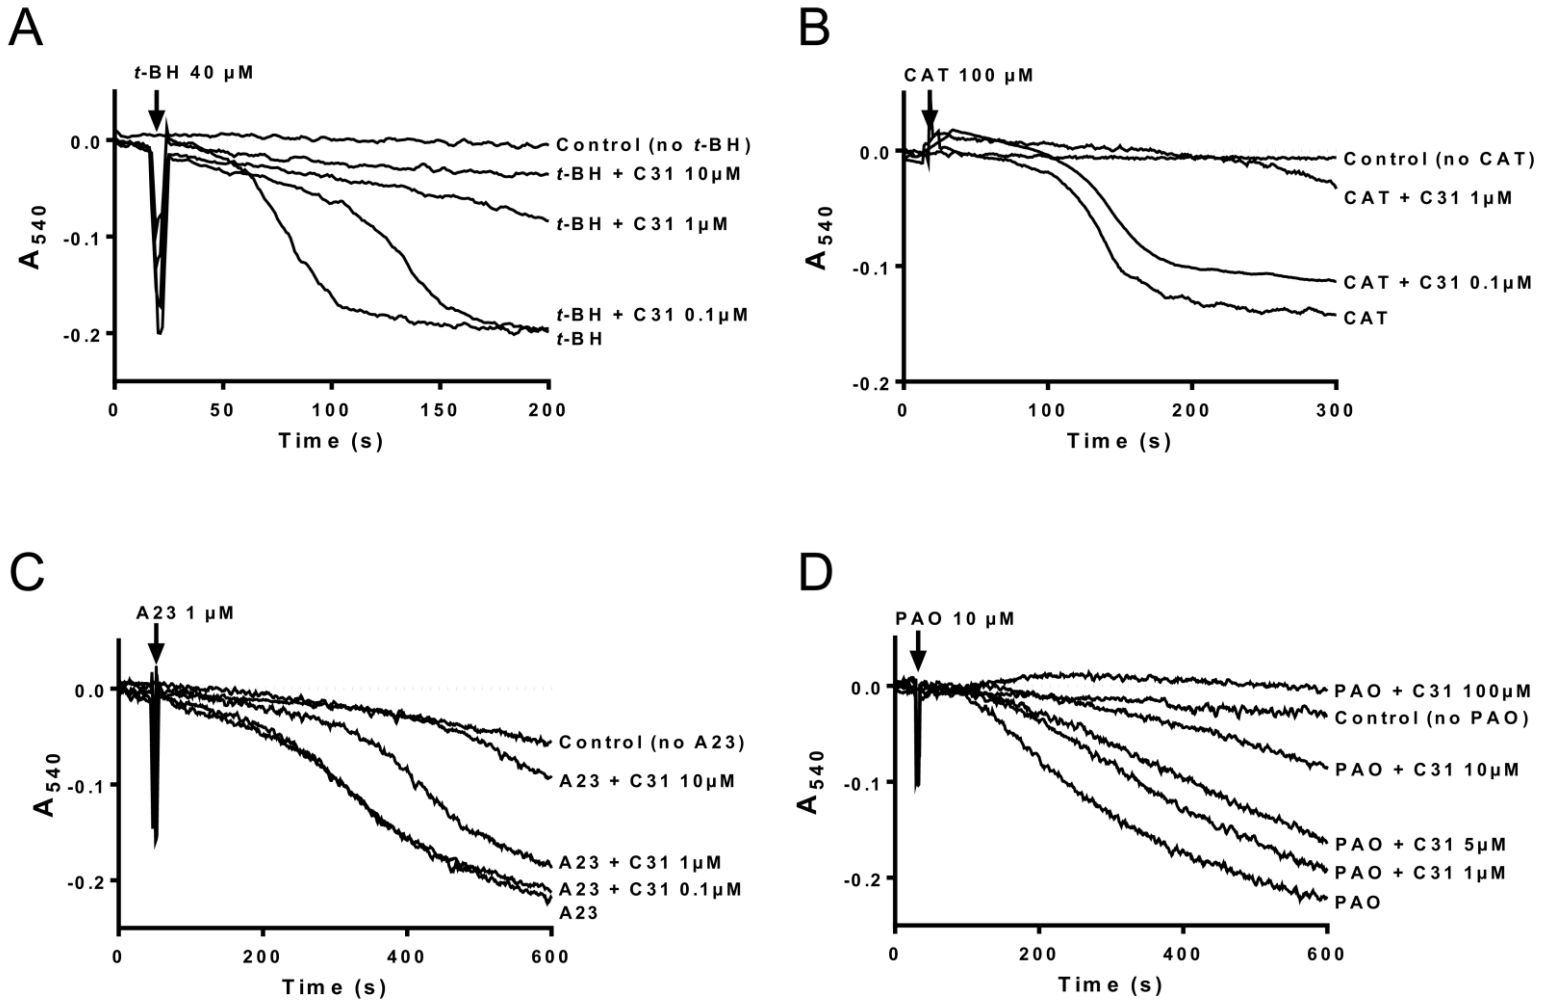 A
t-BH 40 µM
0.0
-0.1
-0.2
A540
0 50 100 150 200
Time (s)
Control (no t-BH)
t-BH + C31 10µM
t-BH + C31 1µM
t-BH + C31 0.1µM
t-BH
B
CAT 100 µM
0.0
-0.1
-0.2
A540
0 100 200 300
Time (s)
Control (no CAT)
CAT + C31 1µM
CAT + C31 0.1µM
CAT
C
A23 1 µM
0.0
-0.1
-0.2
A540
0 200 400 600
Time (s)
Control (no A23)
A23 + C31 10µM
A23 + C31 1µM
A23 + C31 0.1µM
A23
D
PAO 10 µM
0.0
-0.1
-0.2
A540
0 200 400 600
Time (s)
PAO + C31 100µM
Control (no PAO)
PAO + C31 10µM
PAO + C31 5µM
PAO + C31 1µM
PAO